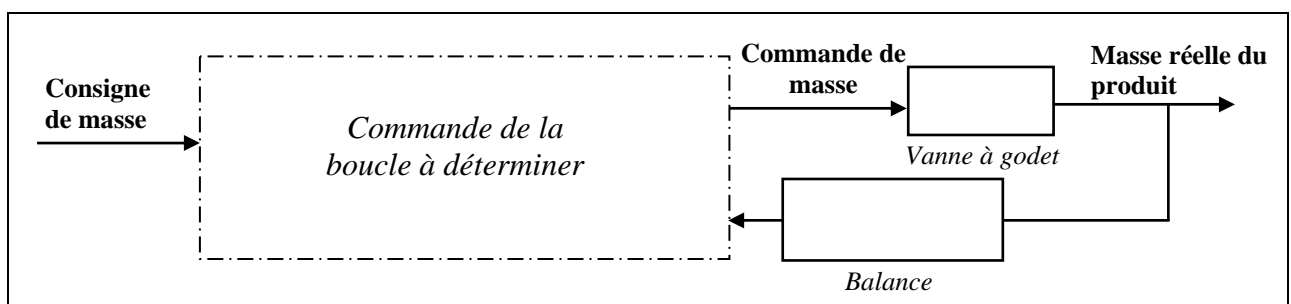 Consigne
de masse
Commande de la
boucle à déterminer
Commande de
masse
Masse réelle du
produit
Vanne à godet
Balance